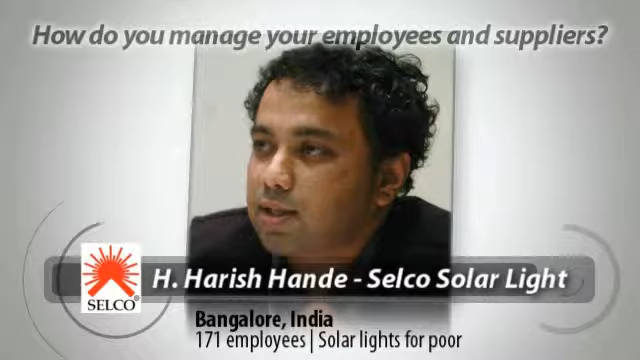 How do you manage your employees and suppliers?
H. Harish Hande - Selco Solar Light
SELCO®
Bangalore, India
171 employees | Solar lights for poor